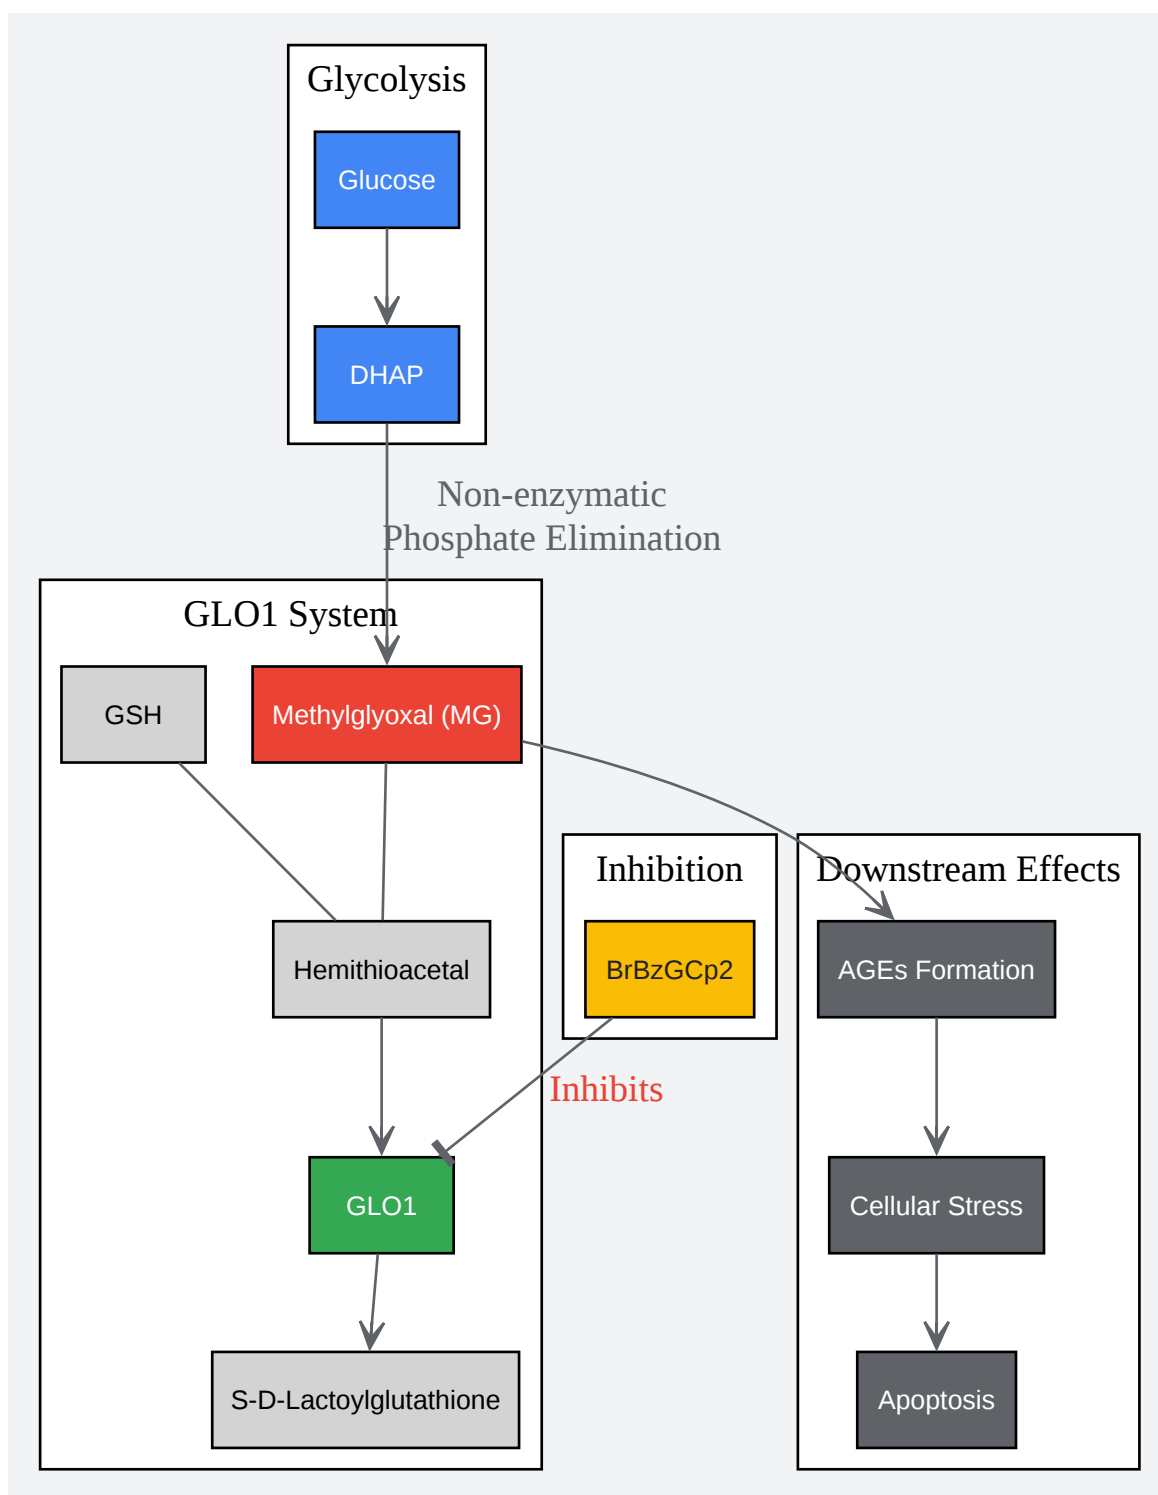 Glycolysis
Glucose
DHAP
Non-enzymatic
Phosphate Elimination
GLO1 System
GSH
Methylglyoxal (MG)
Hemithioacetal
GLO1
S-D-Lactoylglutathione
Inhibition
BrBzGCp2
Inhibits
Downstream Effects
AGEs Formation
Cellular Stress
Apoptosis